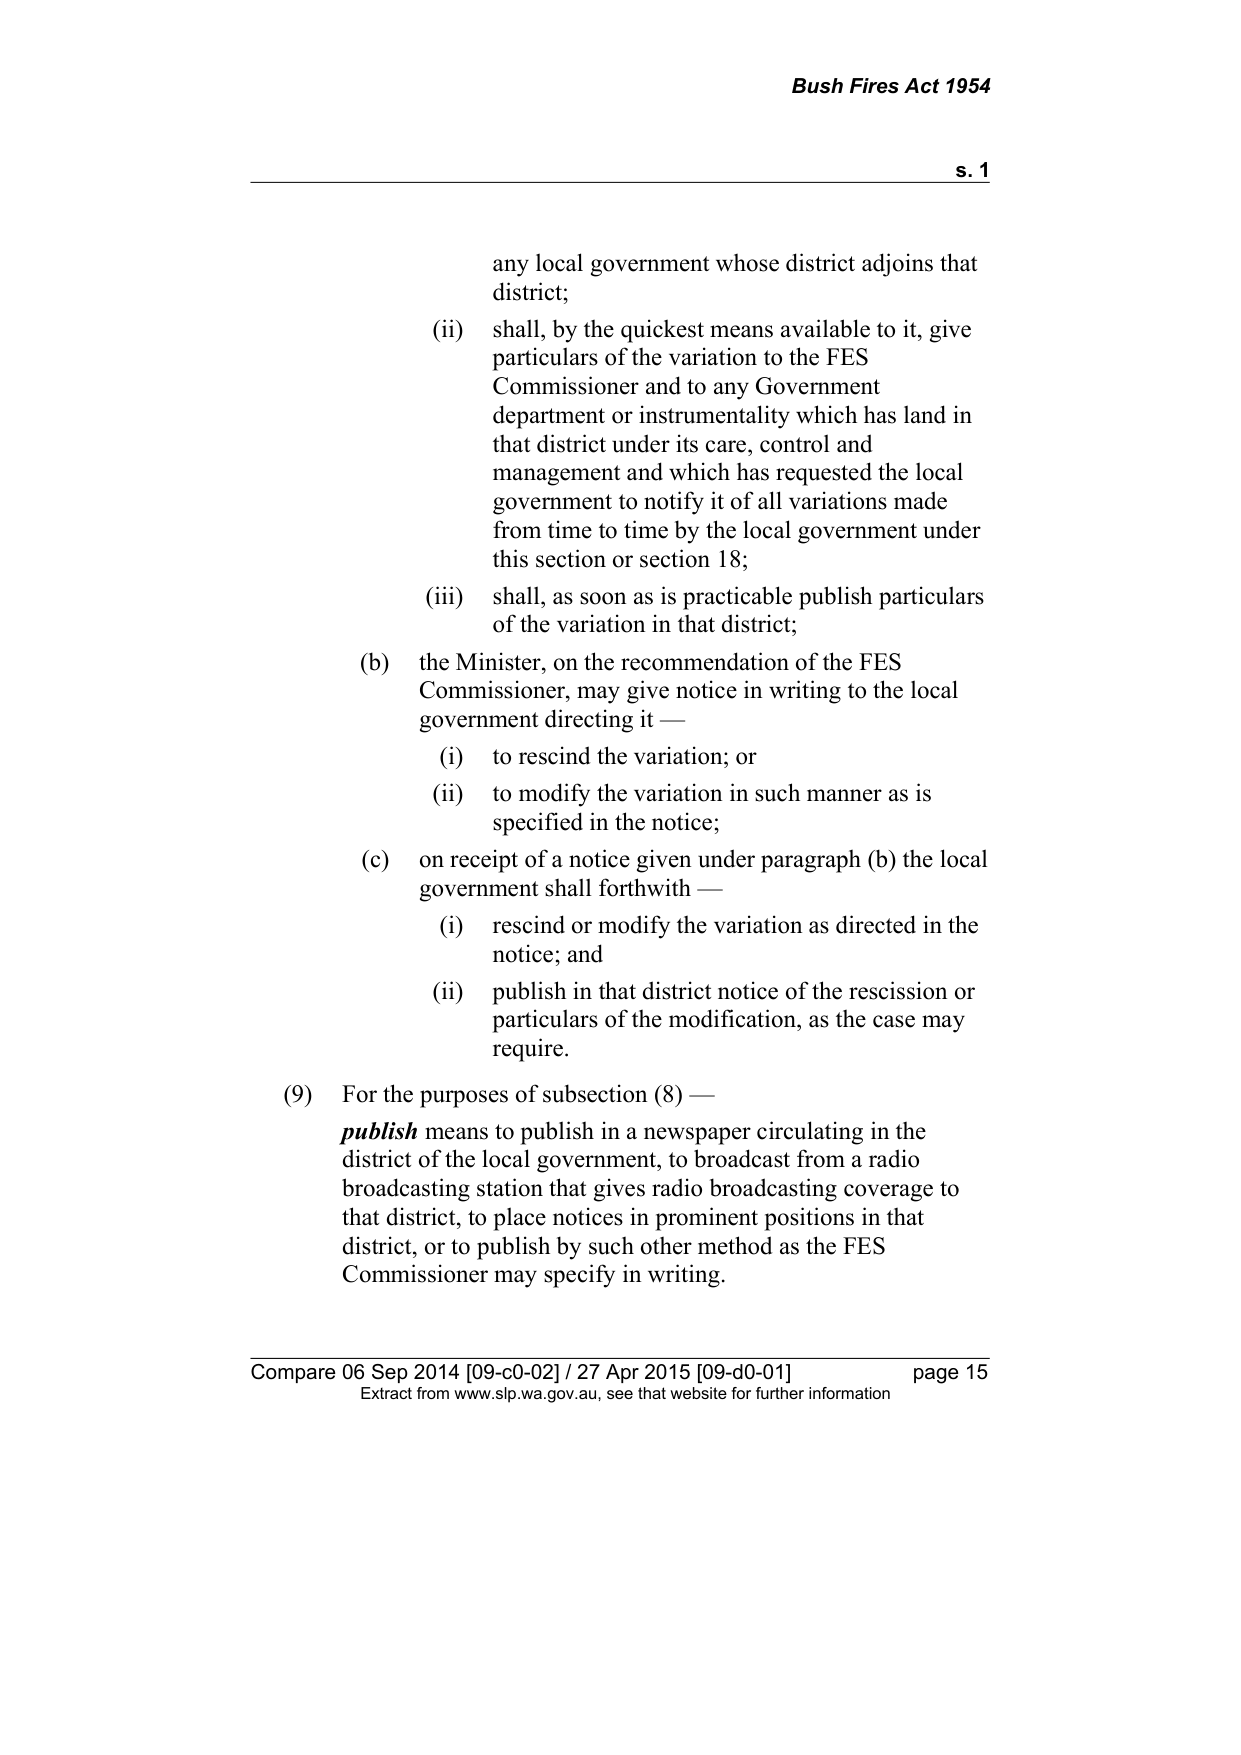 Bush Fires Act 1954
s. 1
any local government whose district adjoins that
district;
(ii) shall, by the quickest means available to it, give
particulars of the variation to the FES
Commissioner and to any Government
department or instrumentality which has land in
that district under its care, control and
management and which has requested the local
government to notify it of all variations made
from time to time by the local government under
this section or section 18;
(iii) shall, as soon as is practicable publish particulars
of the variation in that district;
(b) the Minister, on the recommendation of the FES
Commissioner, may give notice in writing to the local
government directing it —
(i) to rescind the variation; or
(ii) to modify the variation in such manner as is
specified in the notice;
(c) on receipt of a notice given under paragraph (b) the local
government shall forthwith —
(i) rescind or modify the variation as directed in the
notice; and
(ii) publish in that district notice of the rescission or
particulars of the modification, as the case may
require.
(9) For the purposes of subsection (8) —
publish means to publish in a newspaper circulating in the
district of the local government, to broadcast from a radio
broadcasting station that gives radio broadcasting coverage to
that district, to place notices in prominent positions in that
district, or to publish by such other method as the FES
Commissioner may specify in writing.
Compare 06 Sep 2014 [09-c0-02] / 27 Apr 2015 [09-d0-01] page 15
Extract from www.slp.wa.gov.au, see that website for further information